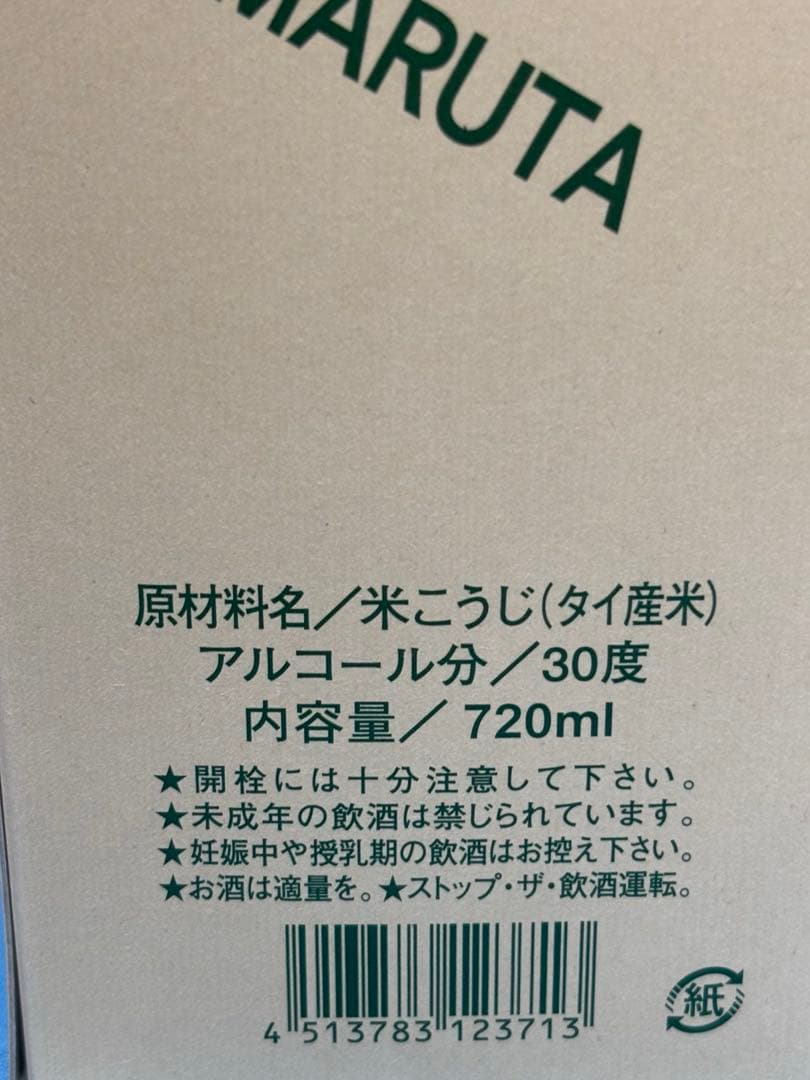 MARUTA
原材料名／米こうじ（タイ産米）
アルコール分／30度
内容量／720ml
★開栓には十分注意して下さい。
★未成年の飲酒は禁じられています。
★妊娠中や授乳期の飲酒はお控え下さい。
★お酒は適量を。★ストップ・ザ・飲酒運転。
4 513783 123713
紙